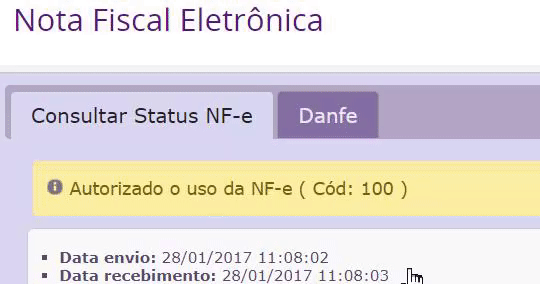 Nota Fiscal Eletrônica
Consultar Status NF-e Danfe
Autorizado o uso da NF-e ( Cód: 100 )
Data envio: 28/01/2017 11:08:02
Data recebimento: 28/01/2017 11:08:03